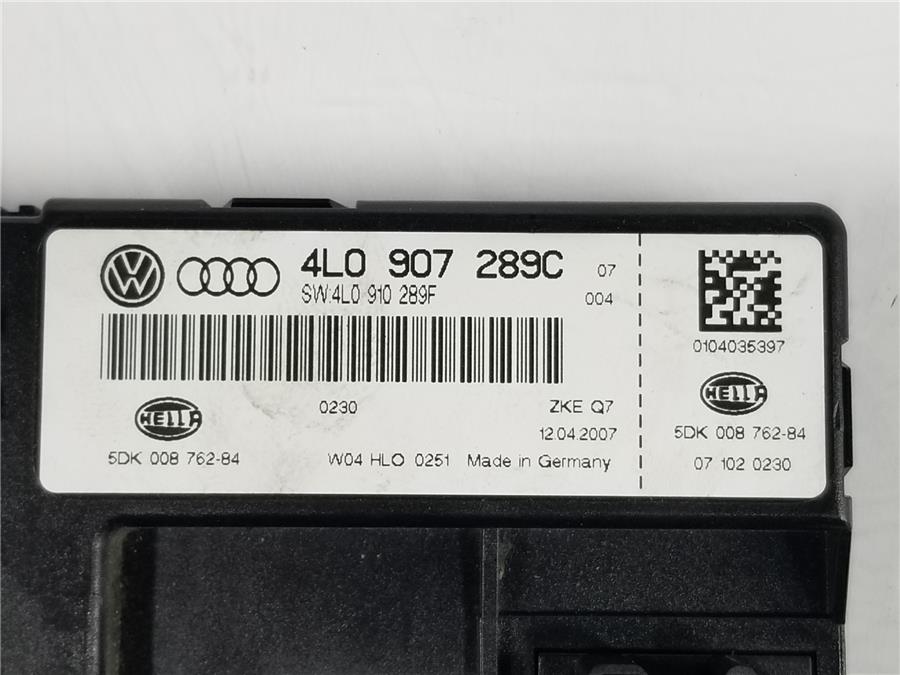 4L0 907 289C 07
SW:4L0 910 289F 004
0230 ZKE Q7
12.04.2007
HELLA
5DK 008 762-84
W04 HLO 0251 Made in Germany
0104035397
HELLA
5DK 008 762-84
07 102 0230